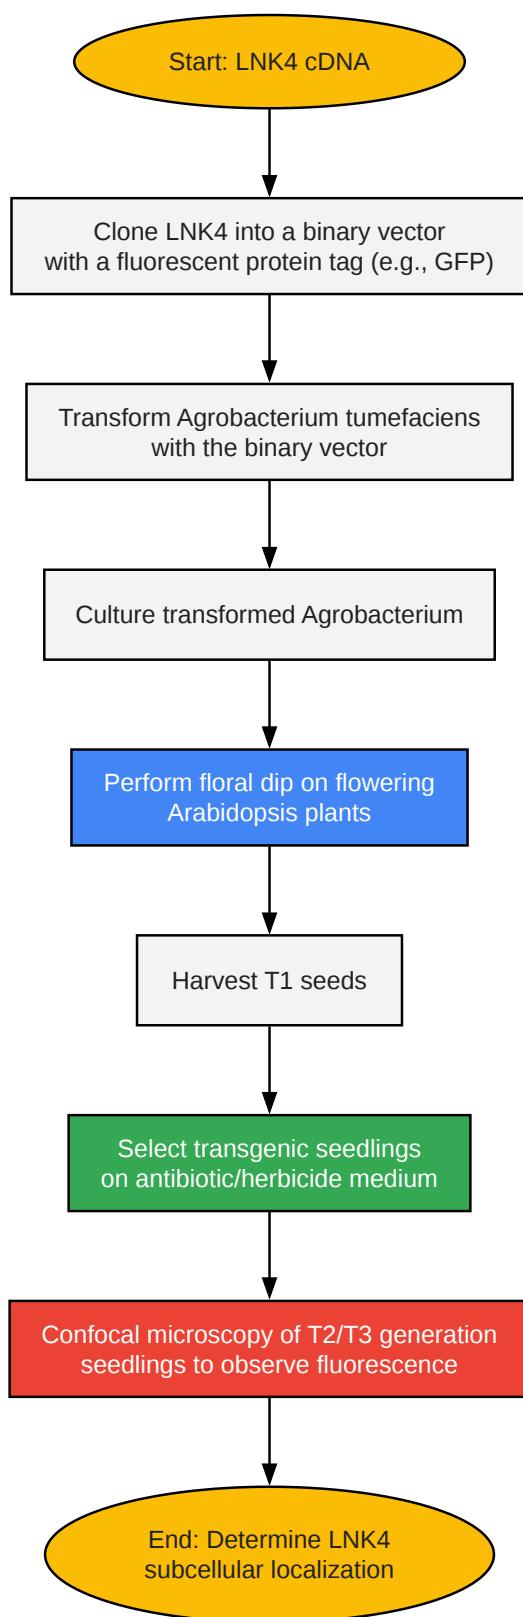 Start: LNK4 cDNA
Clone LNK4 into a binary vector
with a fluorescent protein tag (e.g., GFP)
Transform Agrobacterium tumefaciens
with the binary vector
Culture transformed Agrobacterium
Perform floral dip on flowering
Arabidopsis plants
Harvest T1 seeds
Select transgenic seedlings
on antibiotic/herbicide medium
Confocal microscopy of T2/T3 generation
seedlings to observe fluorescence
End: Determine LNK4
subcellular localization